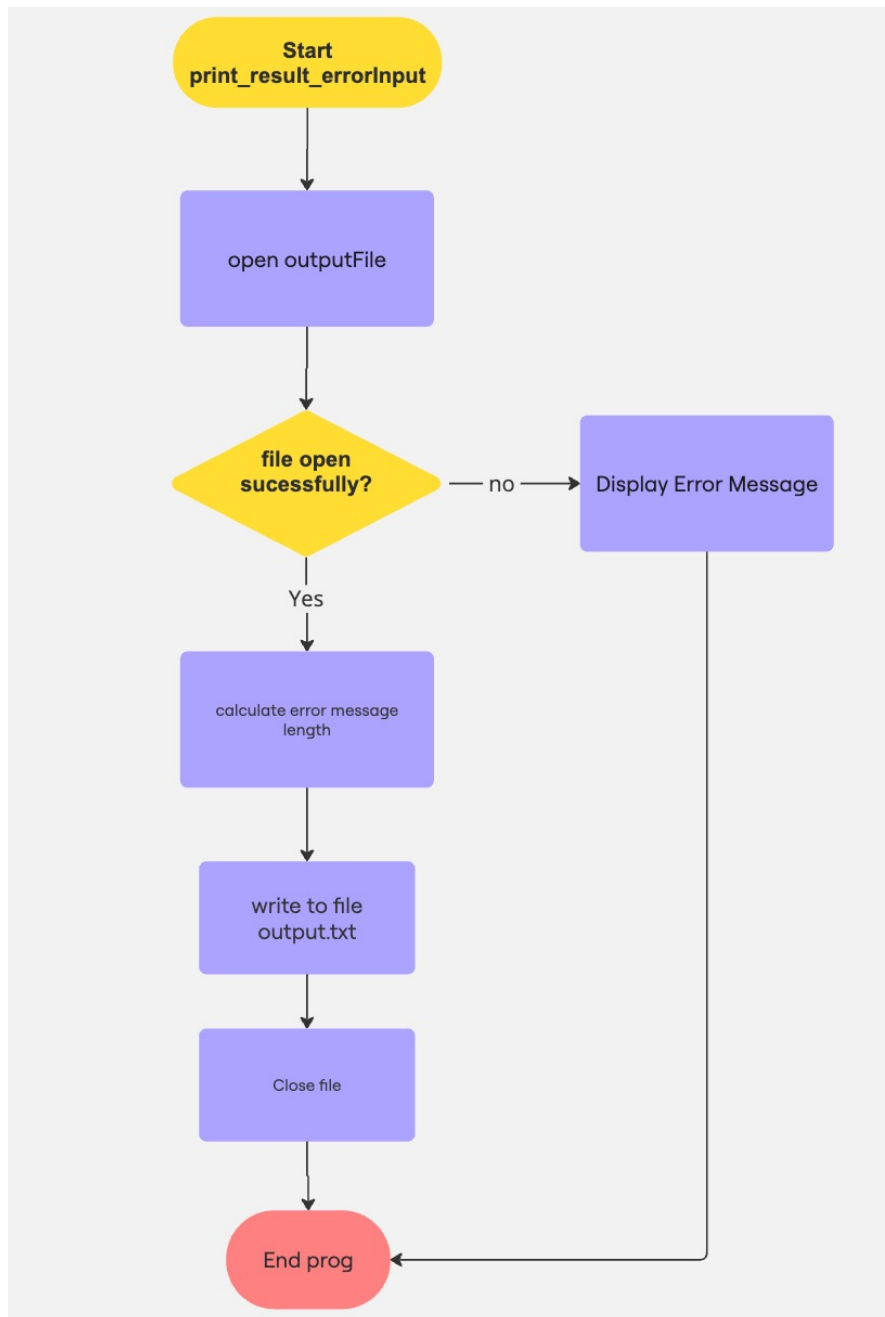 Start
print_result_errorInput
open outputFile
file open
sucessfully?
no
Display Error Message
Yes
calculate error message
length
write to file
output.txt
Close file
End prog